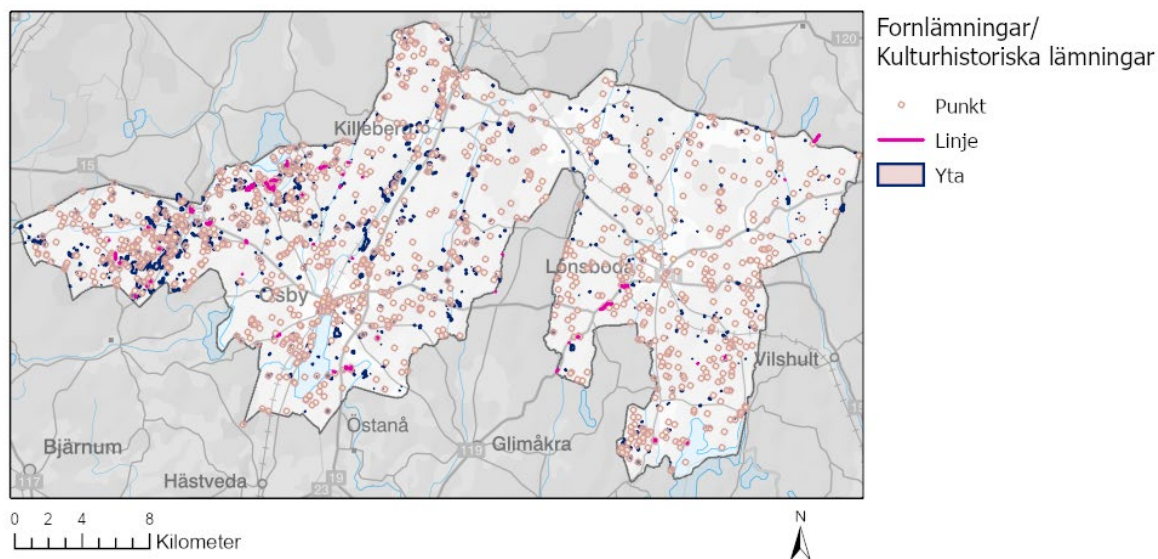 Fornlämningar/
Kulturhistoriska lämningar
Punkt
Linje
Yta
120
Killeberg
15
Lönsboda
Osby
Vilshult
15
Östanå
Glimåkra
Bjärnum
119
117
Hästveda
19
23
0 2 4 8
Kilometer
N